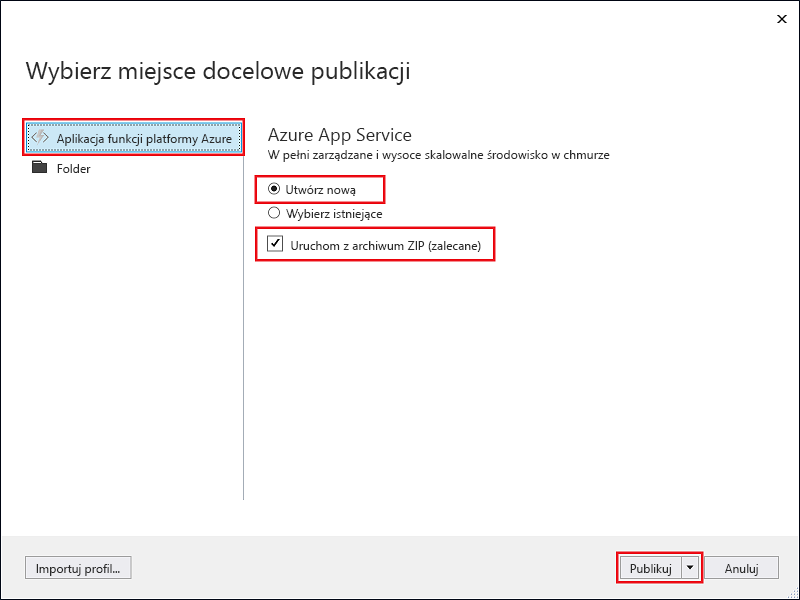 Wybierz miejsce docelowe publikacji
Aplikacja funkcji platformy Azure
Folder
Azure App Service
W pełni zarządzane i wysoce skalowalne środowisko w chmurze
Utwórz nową
Wybierz istniejące
Uruchom z archiwum ZIP (zalecane)
Importuj profil...
Publikuj
Anuluj